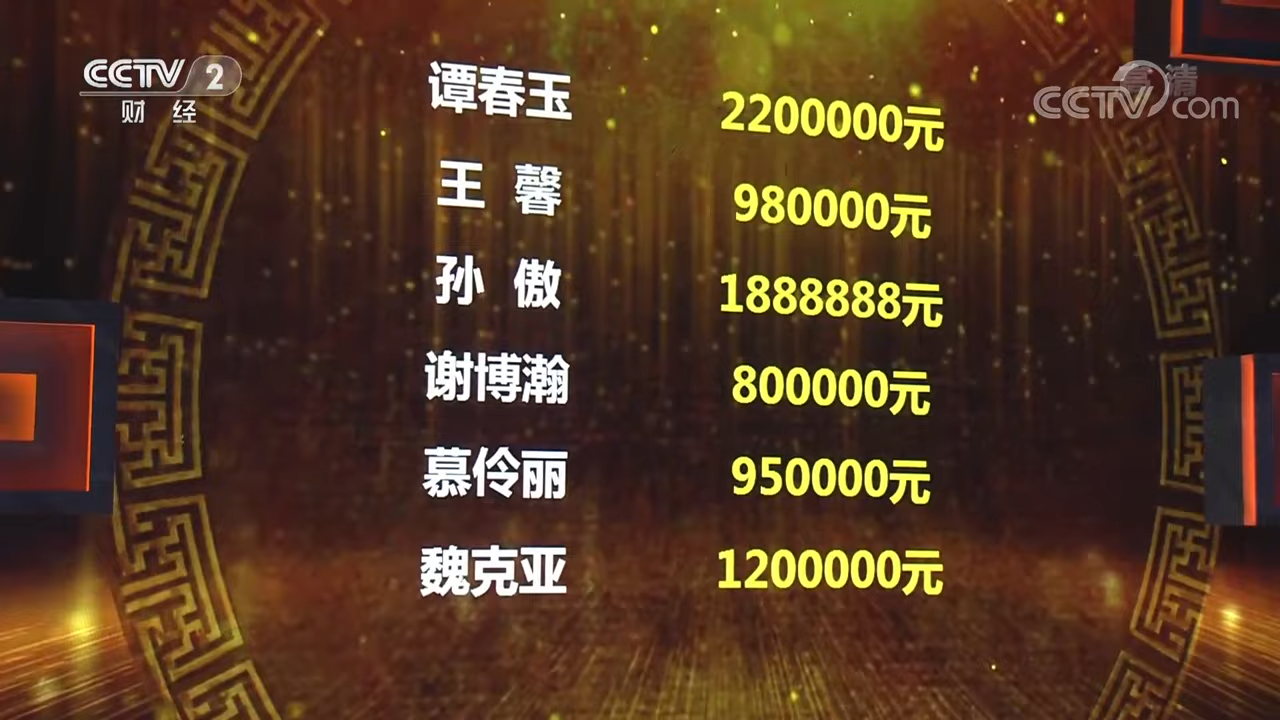 CCTV 2
财经
高清
CCTV.com
谭春玉 2200000元
王馨 980000元
孙傲 1888888元
谢博瀚 800000元
慕伶丽 950000元
魏克亚 1200000元